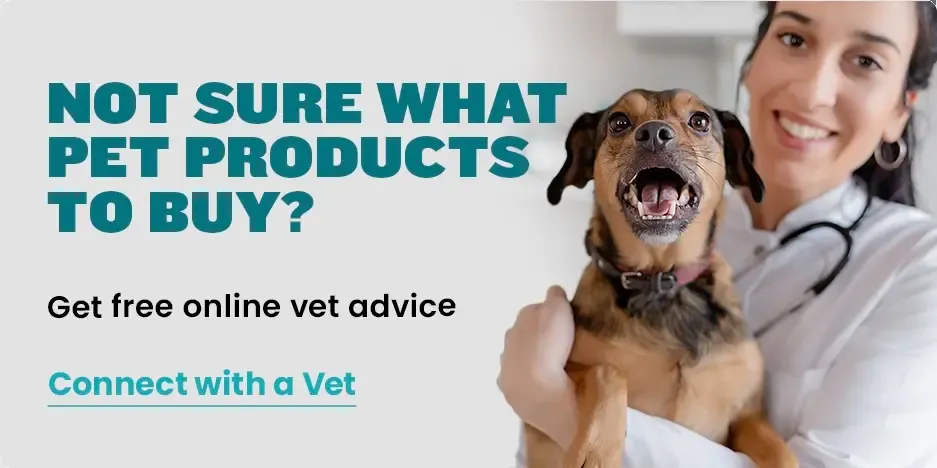 NOT SURE WHAT
PET PRODUCTS
TO BUY?
Get free online vet advice
Connect with a Vet